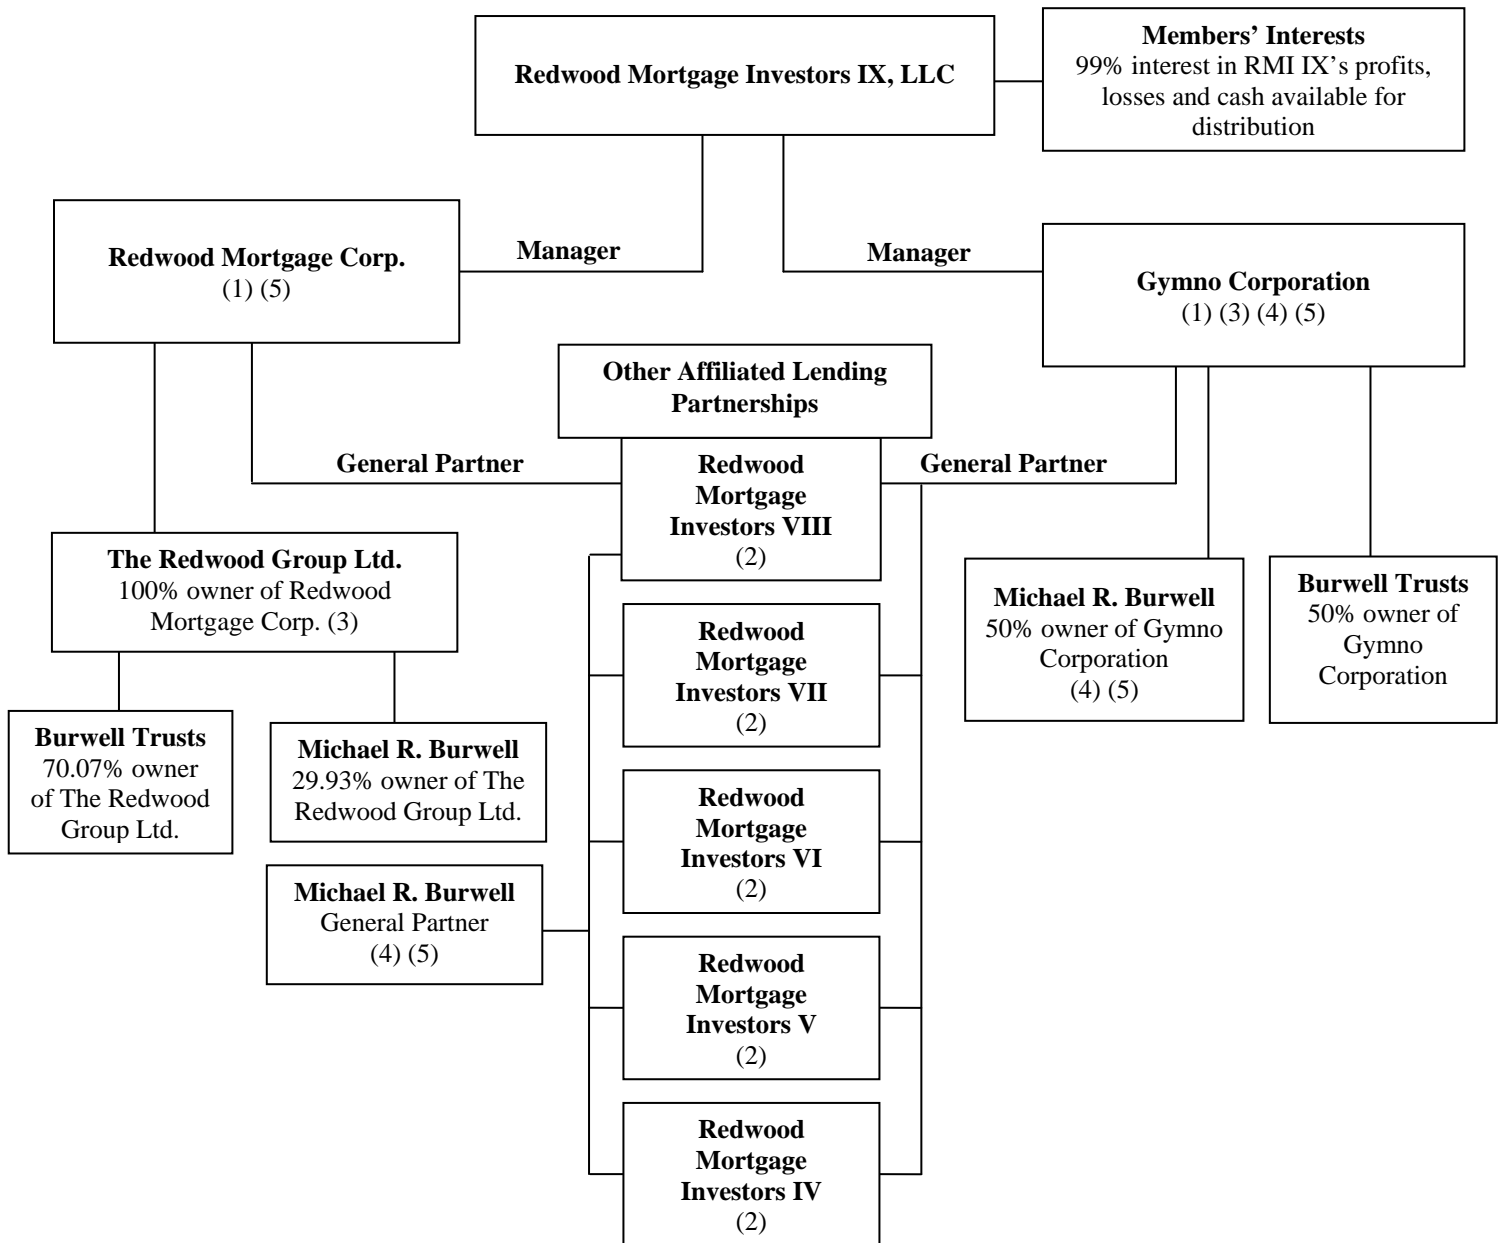 Redwood Mortgage Investors IX, LLC
Members’ Interests
99% interest in RMI IX’s profits,
losses and cash available for
distribution
Redwood Mortgage Corp.
(1) (5)
Manager
Manager
Gymno Corporation
(1) (3) (4) (5)
Other Affiliated Lending
Partnerships
General Partner
General Partner
Redwood
Mortgage
Investors VIII
(2)
The Redwood Group Ltd.
100% owner of Redwood
Mortgage Corp. (3)
Michael R. Burwell
50% owner of Gymno
Corporation
(4) (5)
Burwell Trusts
50% owner of
Gymno
Corporation
Redwood
Mortgage
Investors VII
(2)
Burwell Trusts
70.07% owner
of The Redwood
Group Ltd.
Michael R. Burwell
29.93% owner of The
Redwood Group Ltd.
Redwood
Mortgage
Investors VI
(2)
Michael R. Burwell
General Partner
(4) (5)
Redwood
Mortgage
Investors V
(2)
Redwood
Mortgage
Investors IV
(2)